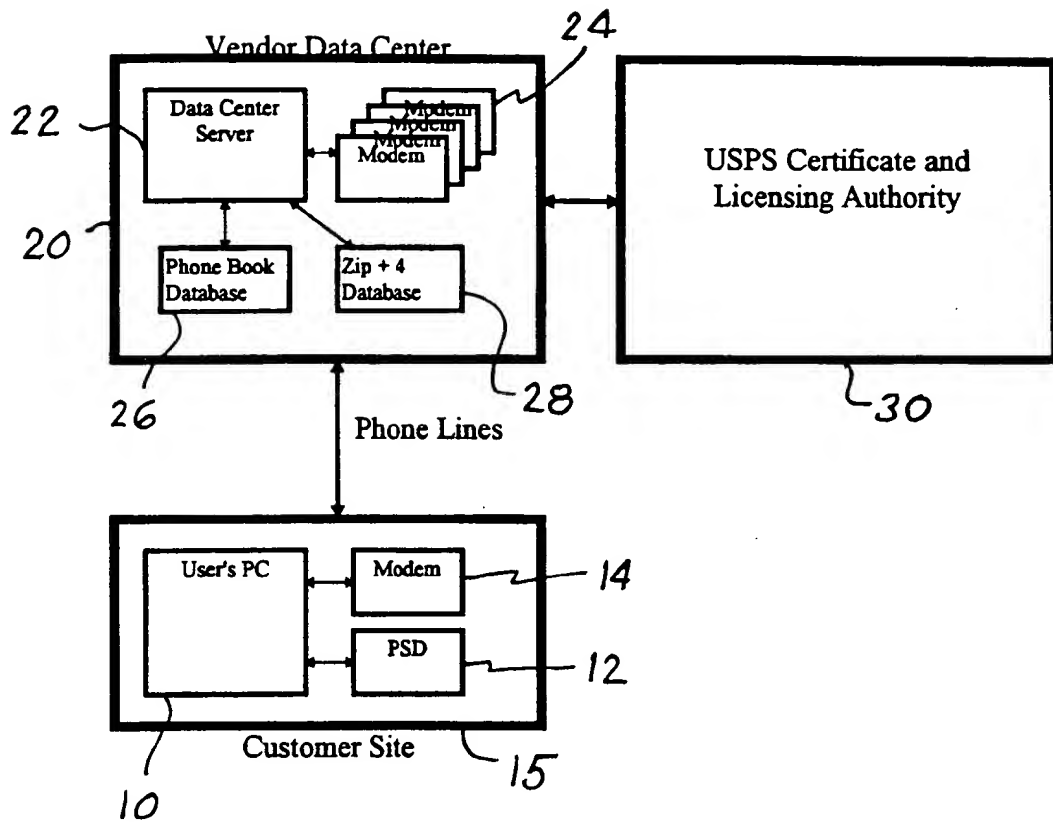 Vendor Data Center
24
22
Data Center
Server
Modem
Modem
Modem
Modem
USPS Certificate and
Licensing Authority
20
Phone Book
Database
Zip + 4
Database
26
28
30
Phone Lines
User's PC
Modem
14
PSD
12
Customer Site
15
10